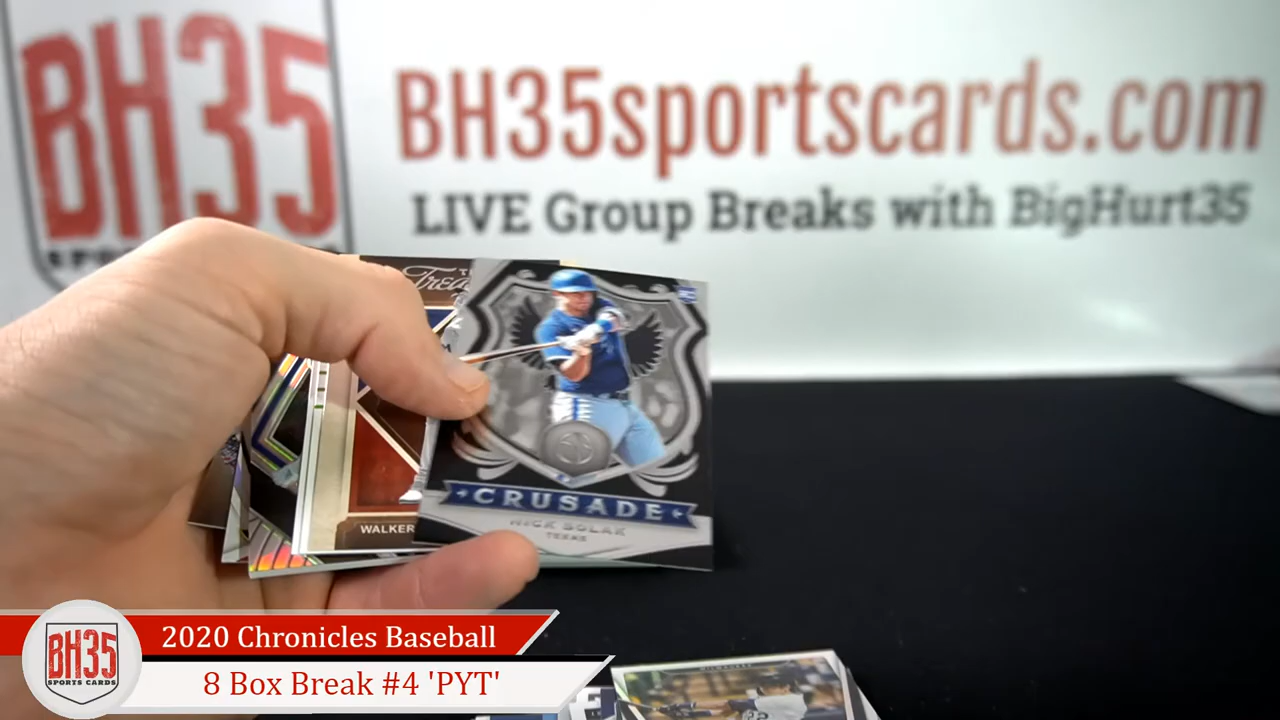 BH35
BH35sportscards.com
LIVE Group Breaks with BigHurt35
CRUSADE
NICK SOLAK
TEXAS
WALKER
2020 Chronicles Baseball
8 Box Break #4 'PYT'
BH35
SPORTS CARDS
MILWAUKEE